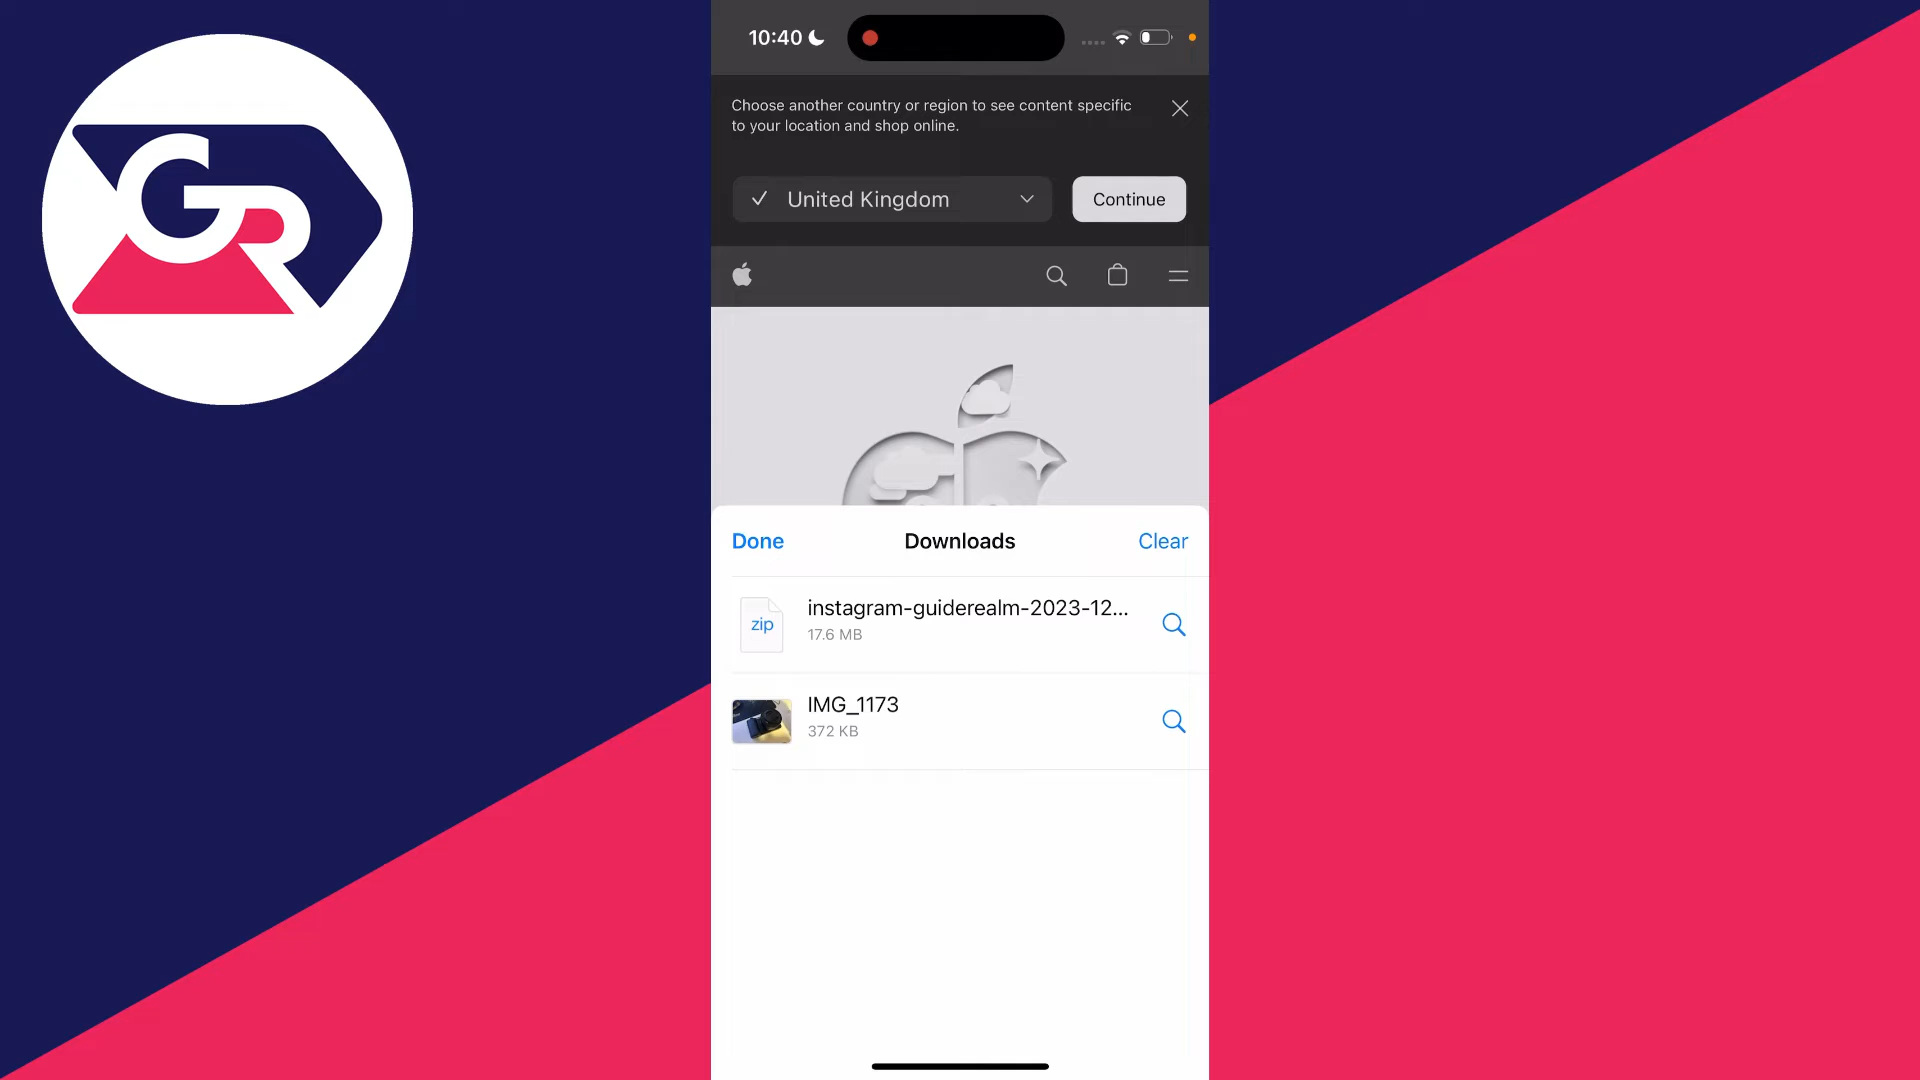 GR
10:40
Choose another country or region to see content specific
to your location and shop online.
United Kingdom
Continue
Done
Downloads
Clear
zip
instagram-guiderealm-2023-12...
17.6 MB
IMG_1173
372 KB